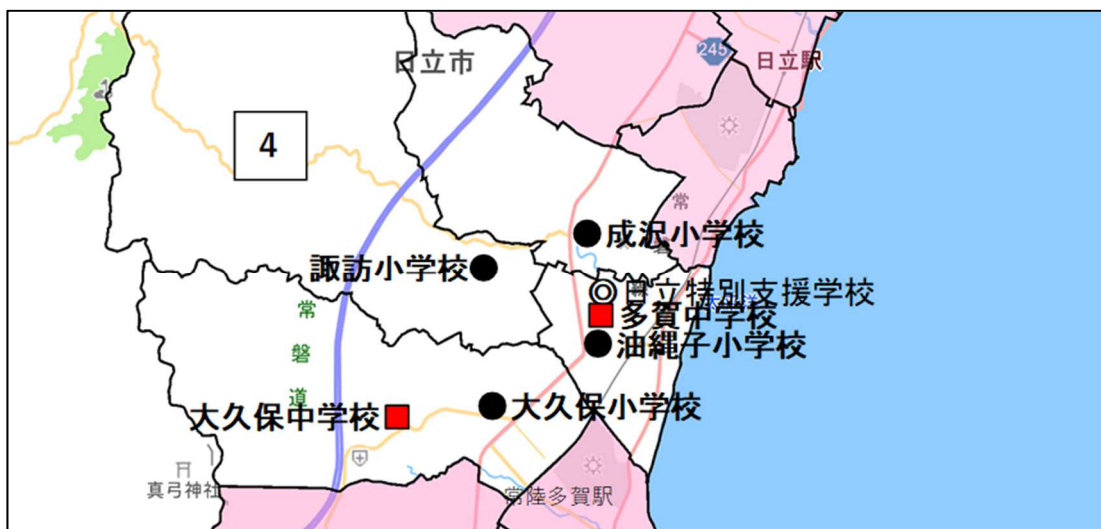 日立市
245
日立駅
4
常
成沢小学校
諏訪小学校
日立特別支援学校
多賀中学校
油縄子小学校
常
磐
道
大久保中学校
大久保小学校
真弓神社
常陸多賀駅